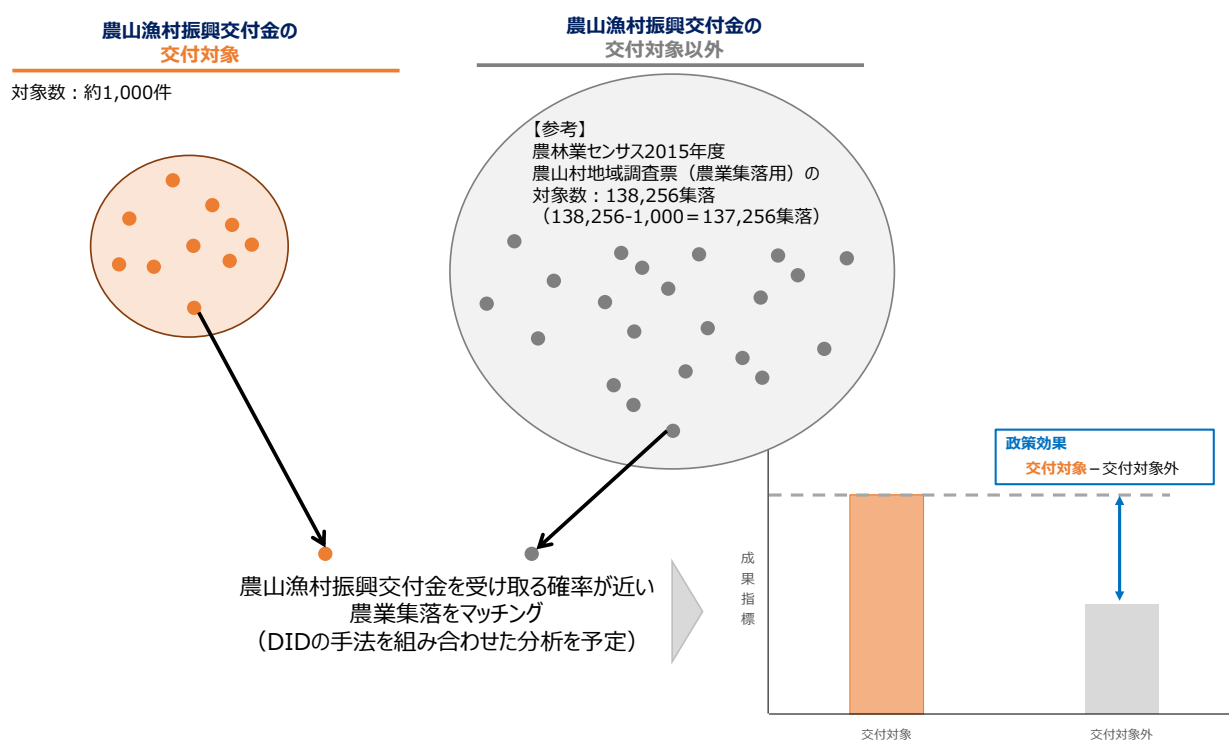 農山漁村振興交付金の
交付対象
対象数：約1,000件
農山漁村振興交付金の
交付対象以外
【参考】
農林業センサス2015年度
農山村地域調査票（農業集落用）の
対象数：138,256集落
（138,256-1,000＝137,256集落）
農山漁村振興交付金を受け取る確率が近い
農業集落をマッチング
（DIDの手法を組み合わせた分析を予定）
政策効果
交付対象 – 交付対象外
成果指標
交付対象
交付対象外